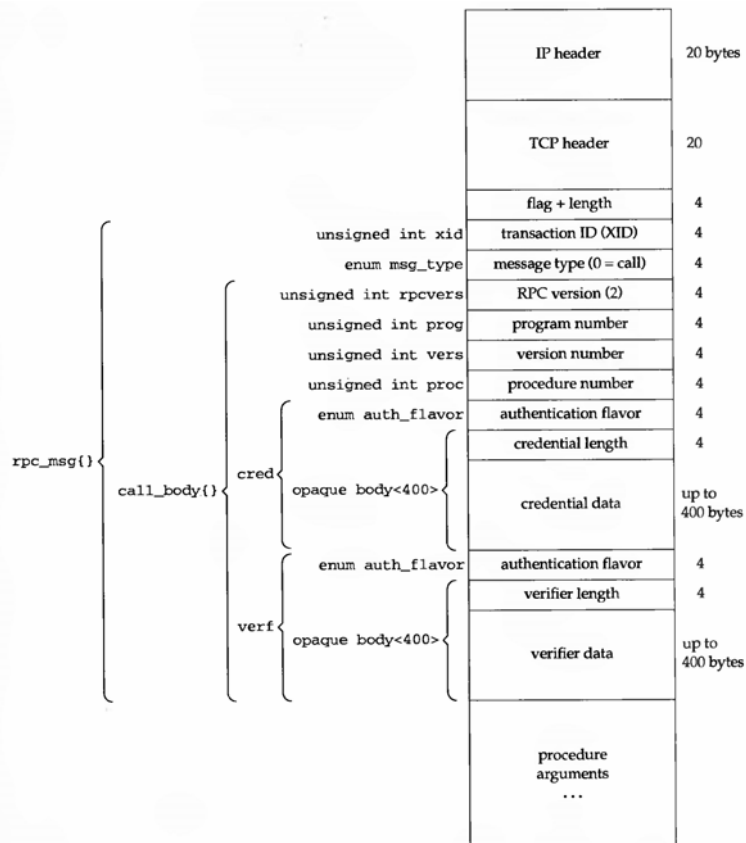 IP header 20 bytes
TCP header 20
flag + length 4
unsigned int xid transaction ID (XID) 4
enum msg_type message type (0 = call) 4
unsigned int rpcvers RPC version (2) 4
unsigned int prog program number 4
unsigned int vers version number 4
unsigned int proc procedure number 4
enum auth_flavor authentication flavor 4
credential length 4
rpc_msg{}
call_body{}
cred
opaque body<400>
credential data
up to
400 bytes
enum auth_flavor authentication flavor 4
verifier length 4
verf
opaque body<400>
verifier data
up to
400 bytes
procedure
arguments
...